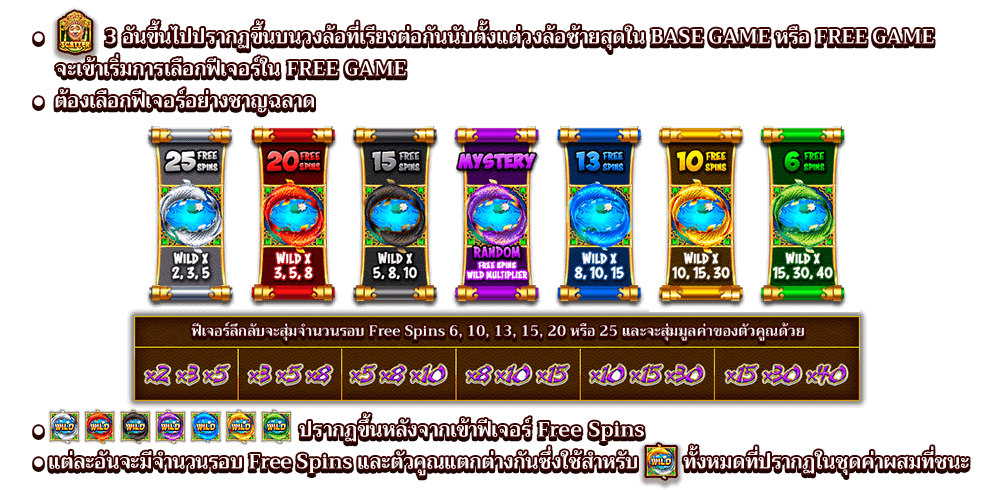 SCATTER 3 อันขึ้นไปปรากฏขึ้นบนวงล้อที่เรียงต่อกันนับตั้งแต่วงล้อซ้ายสุดใน BASE GAME หรือ FREE GAME
จะเข้าเริ่มการเลือกฟีเจอร์ใน FREE GAME
ต้องเลือกฟีเจอร์อย่างชาญฉลาด
25 FREE SPINS
WILD X
2, 3, 5
20 FREE SPINS
WILD X
3, 5, 8
15 FREE SPINS
WILD X
5, 8, 10
MYSTERY
RANDOM
FREE SPINS
WILD MULTIPLIER
13 FREE SPINS
WILD X
8, 10, 15
10 FREE SPINS
WILD X
10, 15, 30
6 FREE SPINS
WILD X
15, 30, 40
ฟีเจอร์ลึกลับจะสุ่มจำนวนรอบ Free Spins 6, 10, 13, 15, 20 หรือ 25 และจะสุ่มมูลค่าของตัวคูณด้วย
x2 x3 x5 x3 x5 x8 x5 x8 x10 x8 x10 x15 x10 x15 x30 x15 x30 x40
WILD WILD WILD WILD WILD WILD WILD ปรากฏขึ้นหลังจากเข้าฟีเจอร์ Free Spins
แต่ละอันจะมีจำนวนรอบ Free Spins และตัวคูณแตกต่างกันซึ่งใช้สำหรับ WILD ทั้งหมดที่ปรากฏในชุดค่าผสมที่ชนะ